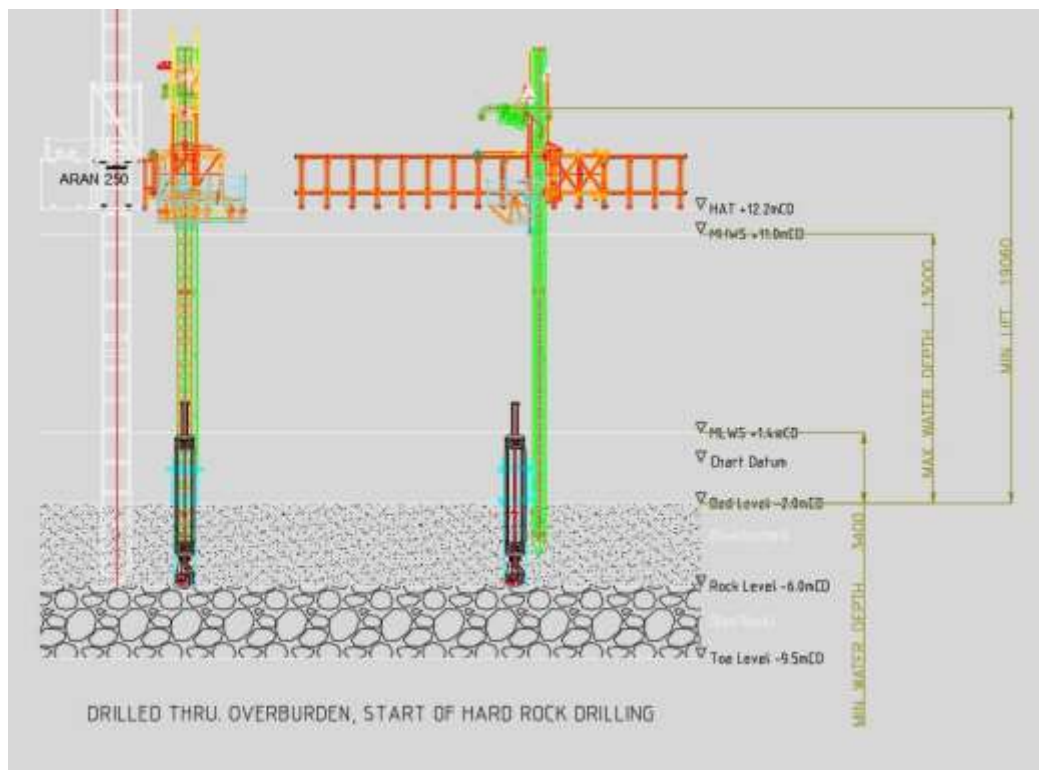 ARAN 250
HAT +12.2mCD
MHWS +11.0mCD
MIN. LIFT 19060
MAX. WATER DEPTH 13000
MLWS +1.4mCD
Chart Datum
Bed Level -2.0mCD
MIN. WATER DEPTH 3400
Overburden
Rock Level -6.0mCD
Toe Level -9.5mCD
DRILLED THRU. OVERBURDEN, START OF HARD ROCK DRILLING